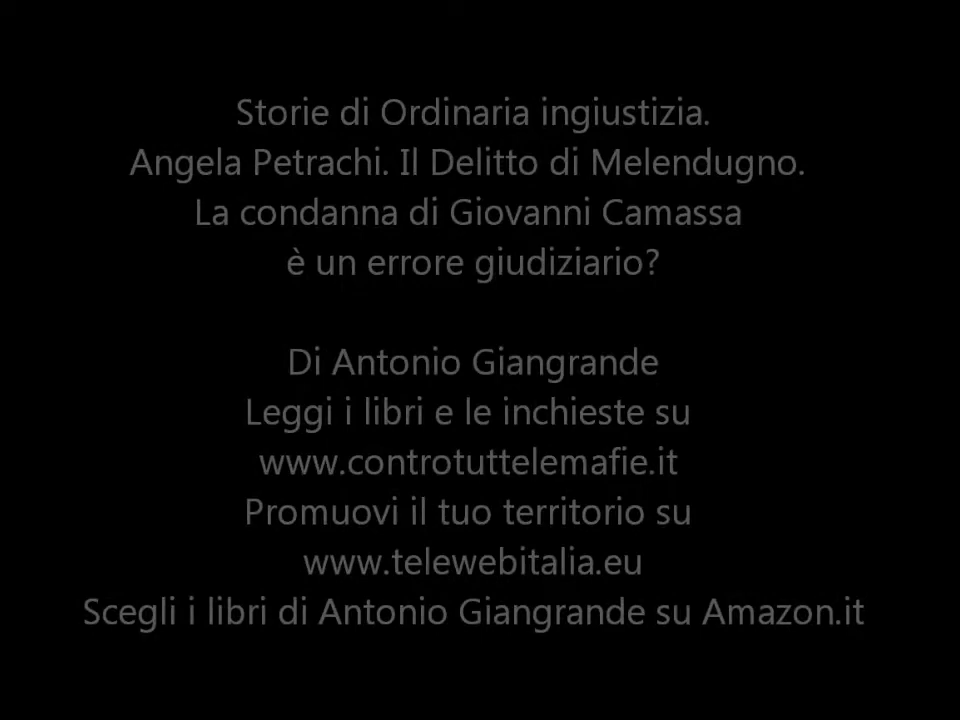 Storie di Ordinaria ingiustizia.
Angela Petrachi. Il Delitto di Melendugno.
La condanna di Giovanni Camassa
è un errore giudiziario?
Di Antonio Giangrande
Leggi i libri e le inchieste su
www.controtuttelemafie.it
Promuovi il tuo territorio su
www.telewebitalia.eu
Scegli i libri di Antonio Giangrande su Amazon.it